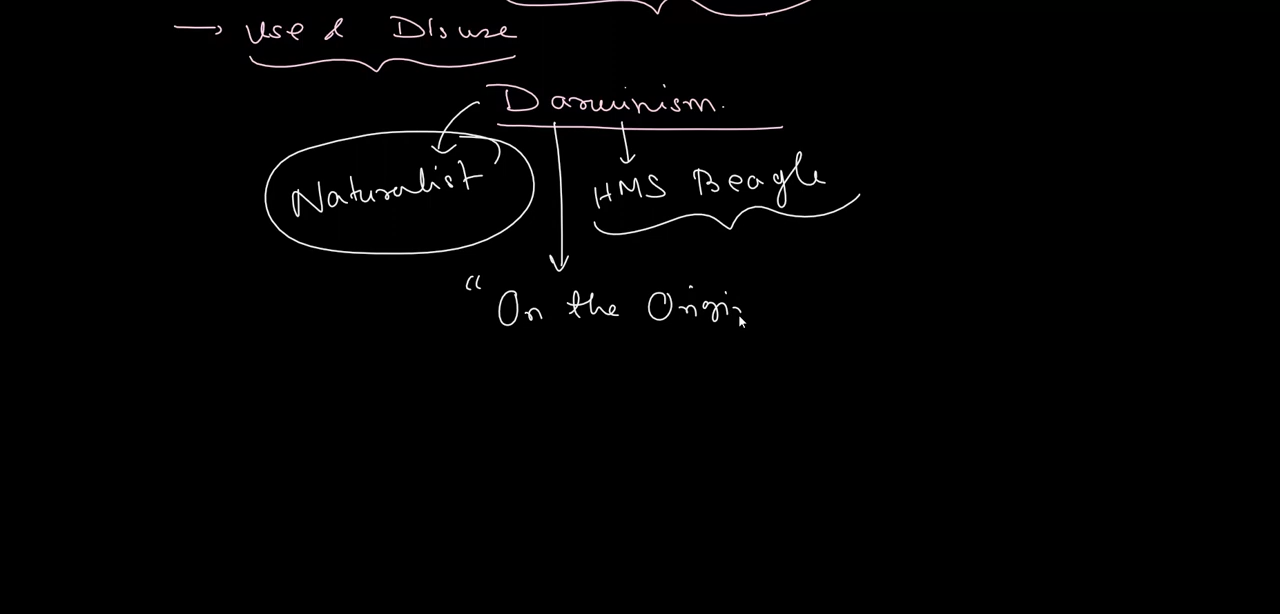 → Use & Disuse
Darwinism.
Naturalist
HMS Beagle
"On the Origi